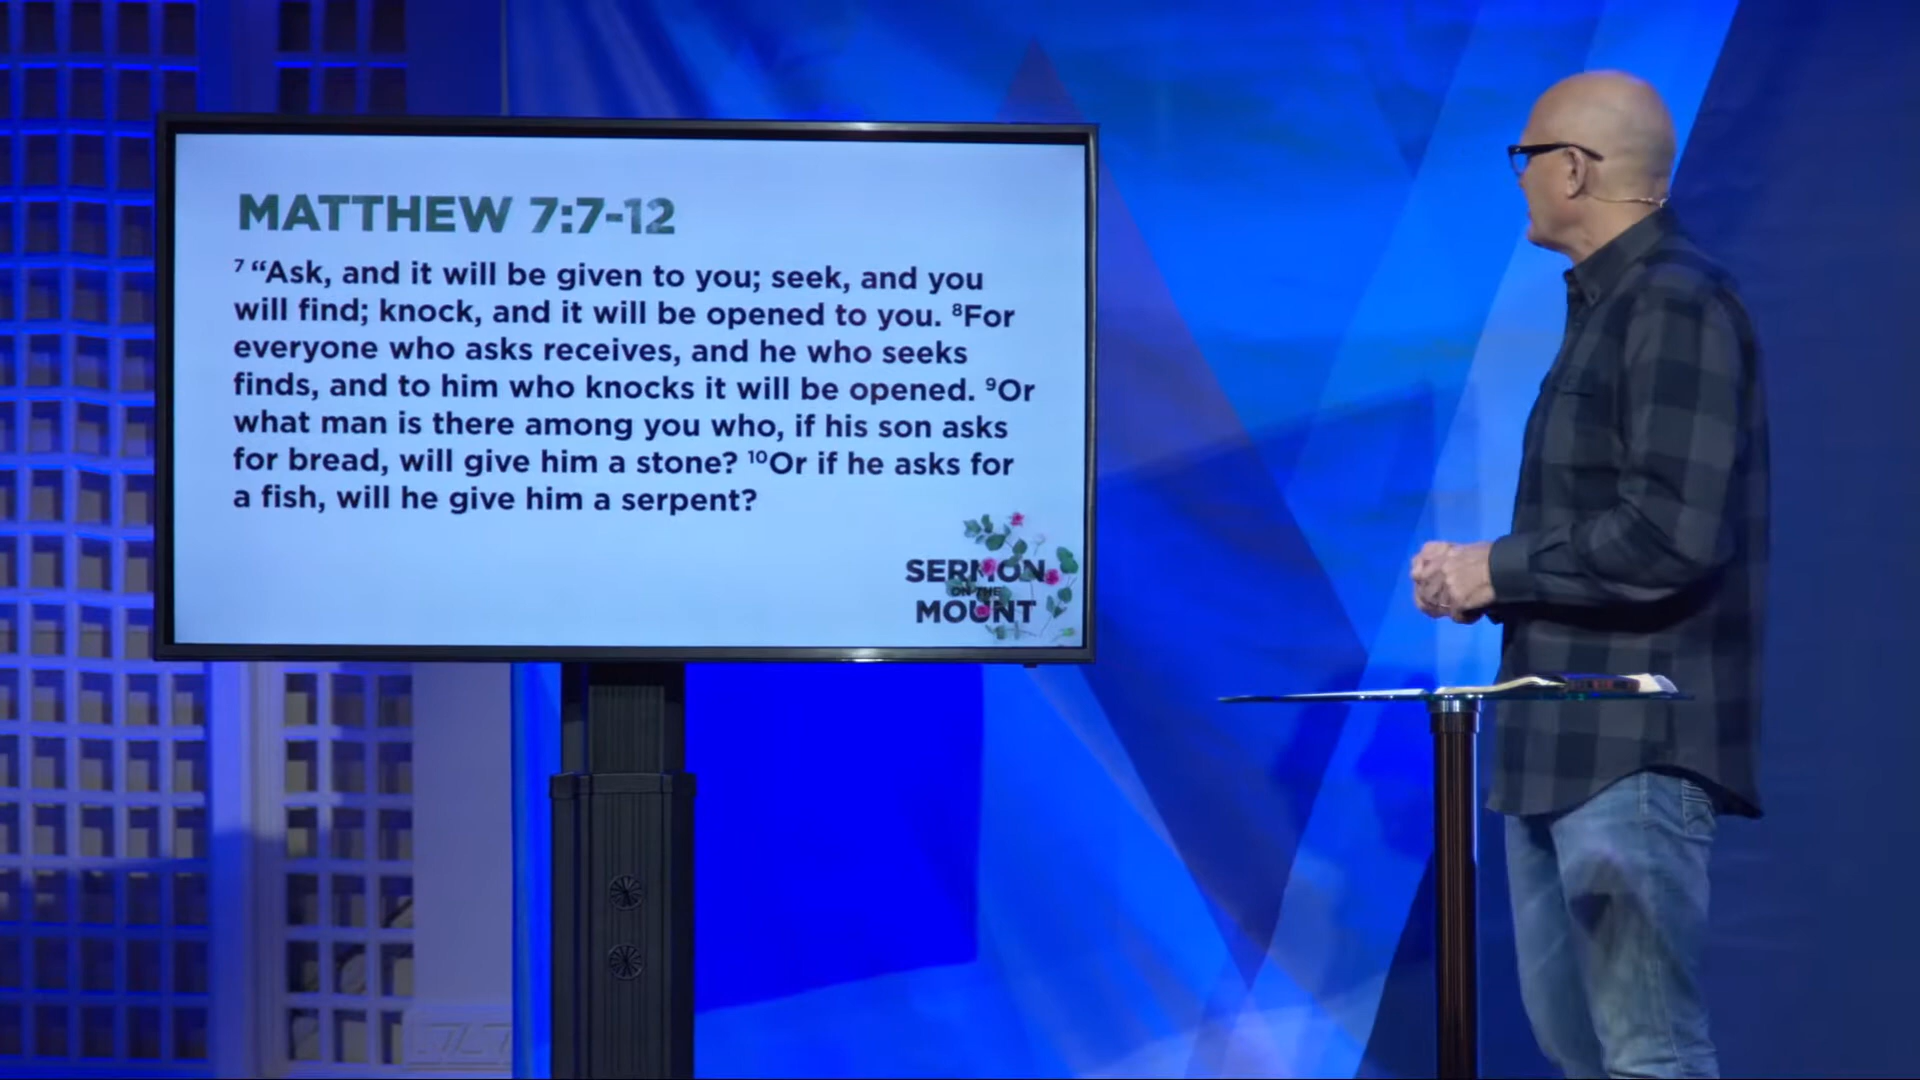 MATTHEW 7:7-12
⁷ “Ask, and it will be given to you; seek, and you
will find; knock, and it will be opened to you. ⁸For
everyone who asks receives, and he who seeks
finds, and to him who knocks it will be opened. ⁹Or
what man is there among you who, if his son asks
for bread, will give him a stone? ¹⁰Or if he asks for
a fish, will he give him a serpent?
SERMON
ON THE
MOUNT